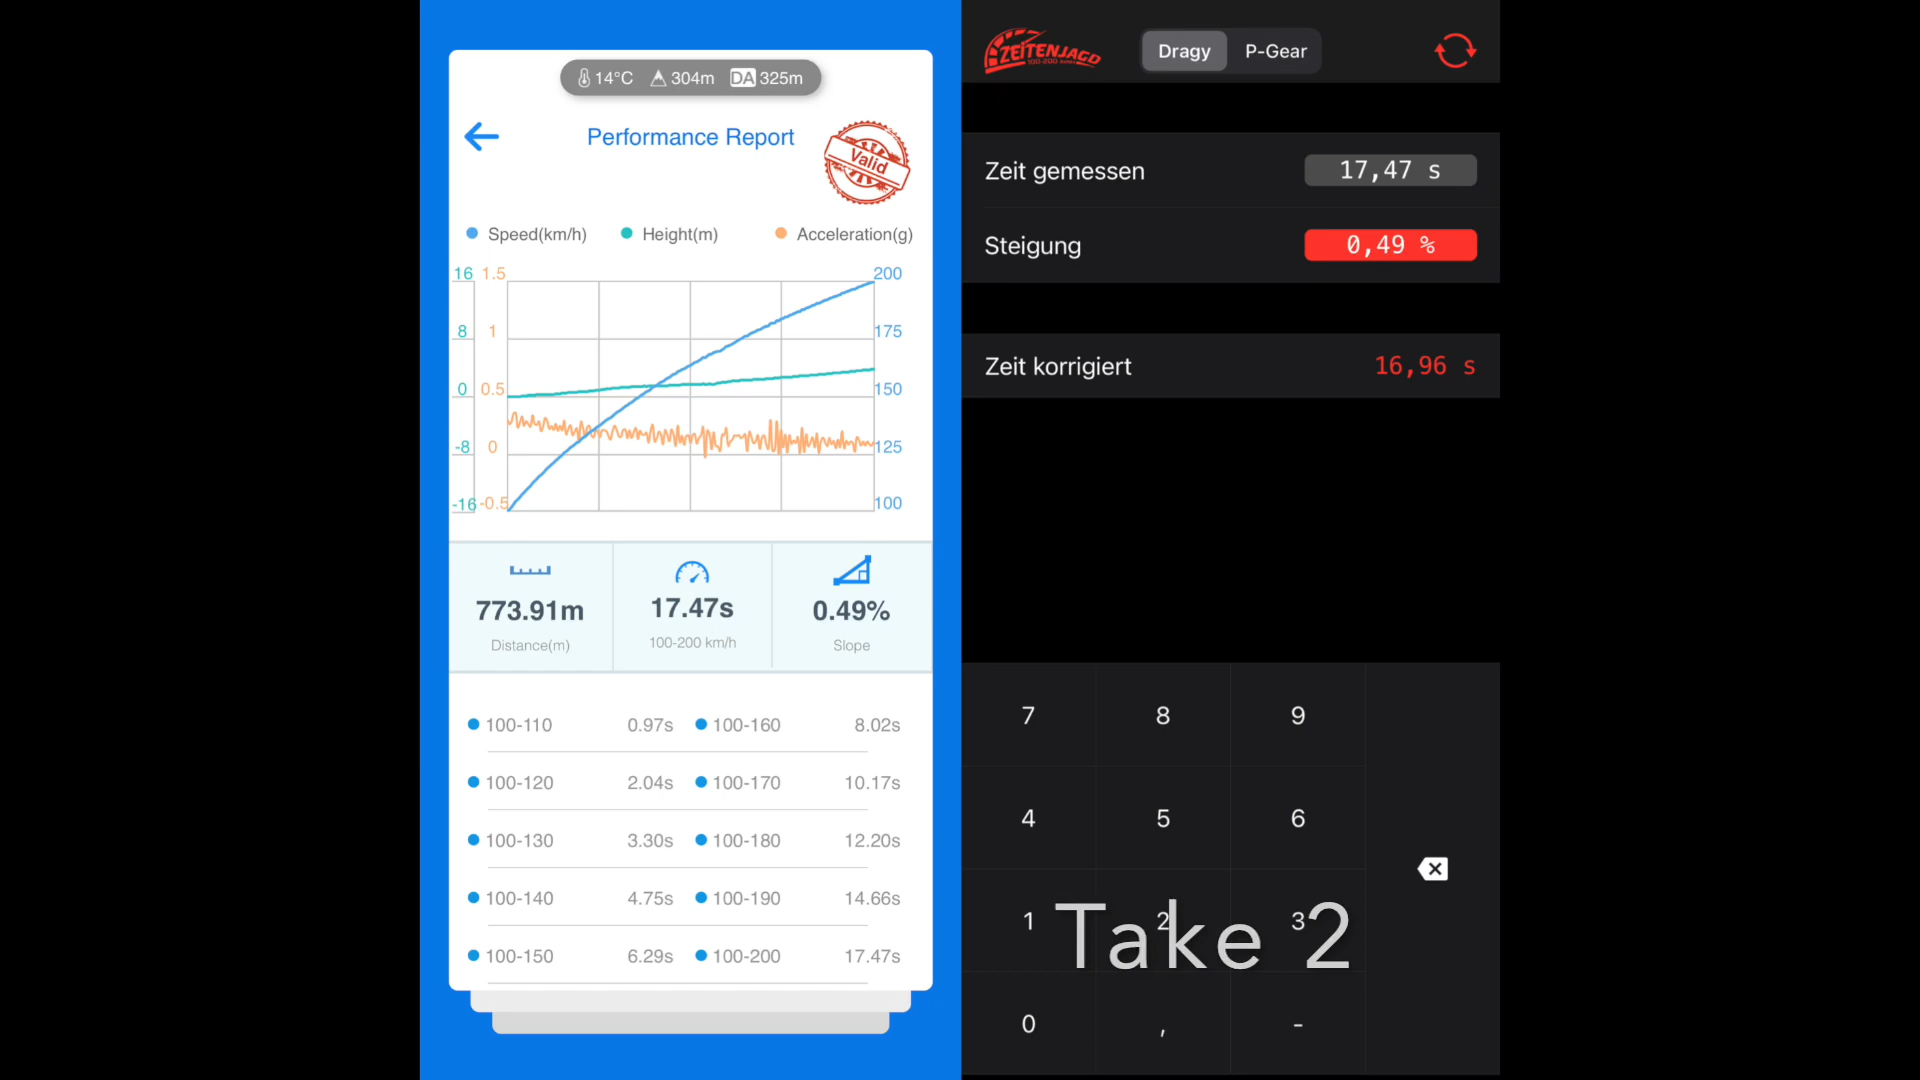 14°C 304m DA 325m
Performance Report
Valid
Speed(km/h) Height(m) Acceleration(g)
16 1.5 200
8 1 175
0 0.5 150
-8 0 125
-16 -0.5 100
773.91m 17.47s 0.49%
Distance(m) 100-200 km/h Slope
100-110 0.97s 100-160 8.02s
100-120 2.04s 100-170 10.17s
100-130 3.30s 100-180 12.20s
100-140 4.75s 100-190 14.66s
100-150 6.29s 100-200 17.47s
ZEITENJAGD Dragy P-Gear
100-200 km/h
Zeit gemessen 17,47 s
Steigung 0,49 %
Zeit korrigiert 16,96 s
7 8 9
4 5 6
1 2 3
Take 2
0 , -